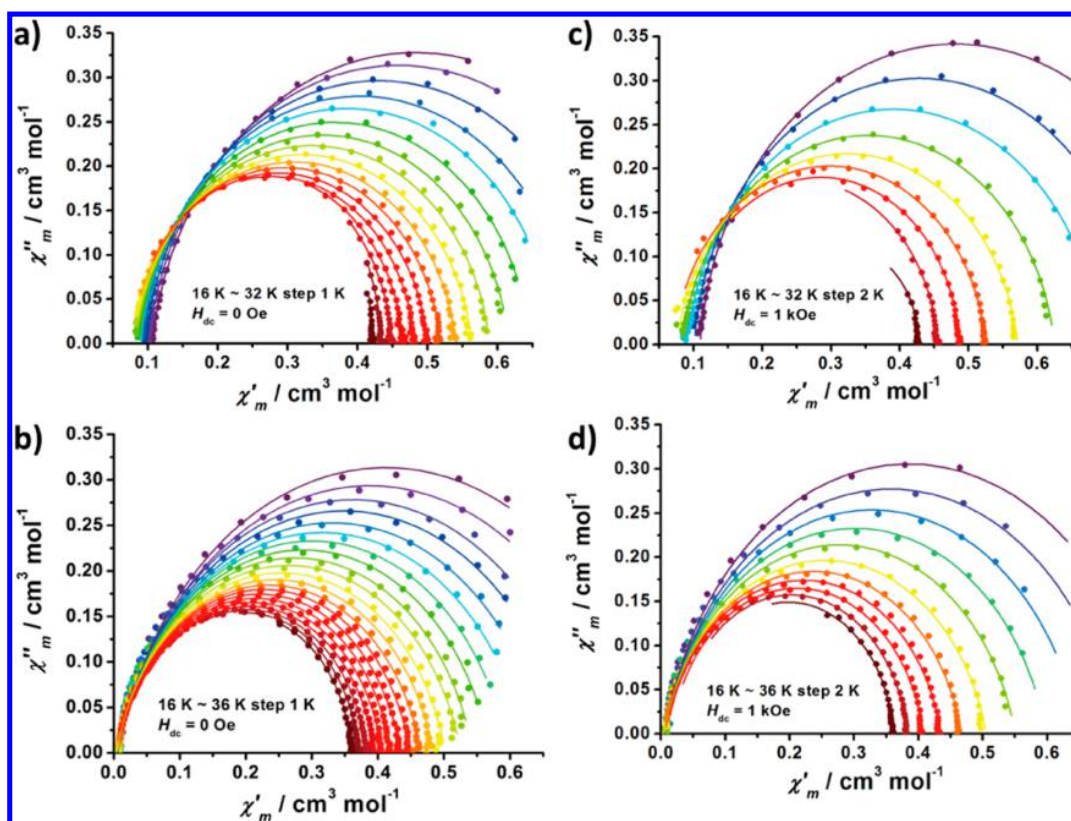 a)
0.35
0.30
0.25
0.20
0.15
0.10
0.05
0.00
χ''m / cm³ mol⁻¹
16 K ~ 32 K step 1 K
Hdc = 0 Oe
0.1 0.2 0.3 0.4 0.5 0.6
χ'm / cm³ mol⁻¹
c)
0.35
0.30
0.25
0.20
0.15
0.10
0.05
0.00
χ''m / cm³ mol⁻¹
16 K ~ 32 K step 2 K
Hdc = 1 kOe
0.1 0.2 0.3 0.4 0.5 0.6
χ'm / cm³ mol⁻¹
b)
0.35
0.30
0.25
0.20
0.15
0.10
0.05
0.00
χ''m / cm³ mol⁻¹
16 K ~ 36 K step 1 K
Hdc = 0 Oe
0.0 0.1 0.2 0.3 0.4 0.5 0.6
χ'm / cm³ mol⁻¹
d)
0.35
0.30
0.25
0.20
0.15
0.10
0.05
0.00
χ''m / cm³ mol⁻¹
16 K ~ 36 K step 2 K
Hdc = 1 kOe
0.0 0.1 0.2 0.3 0.4 0.5 0.6
χ'm / cm³ mol⁻¹